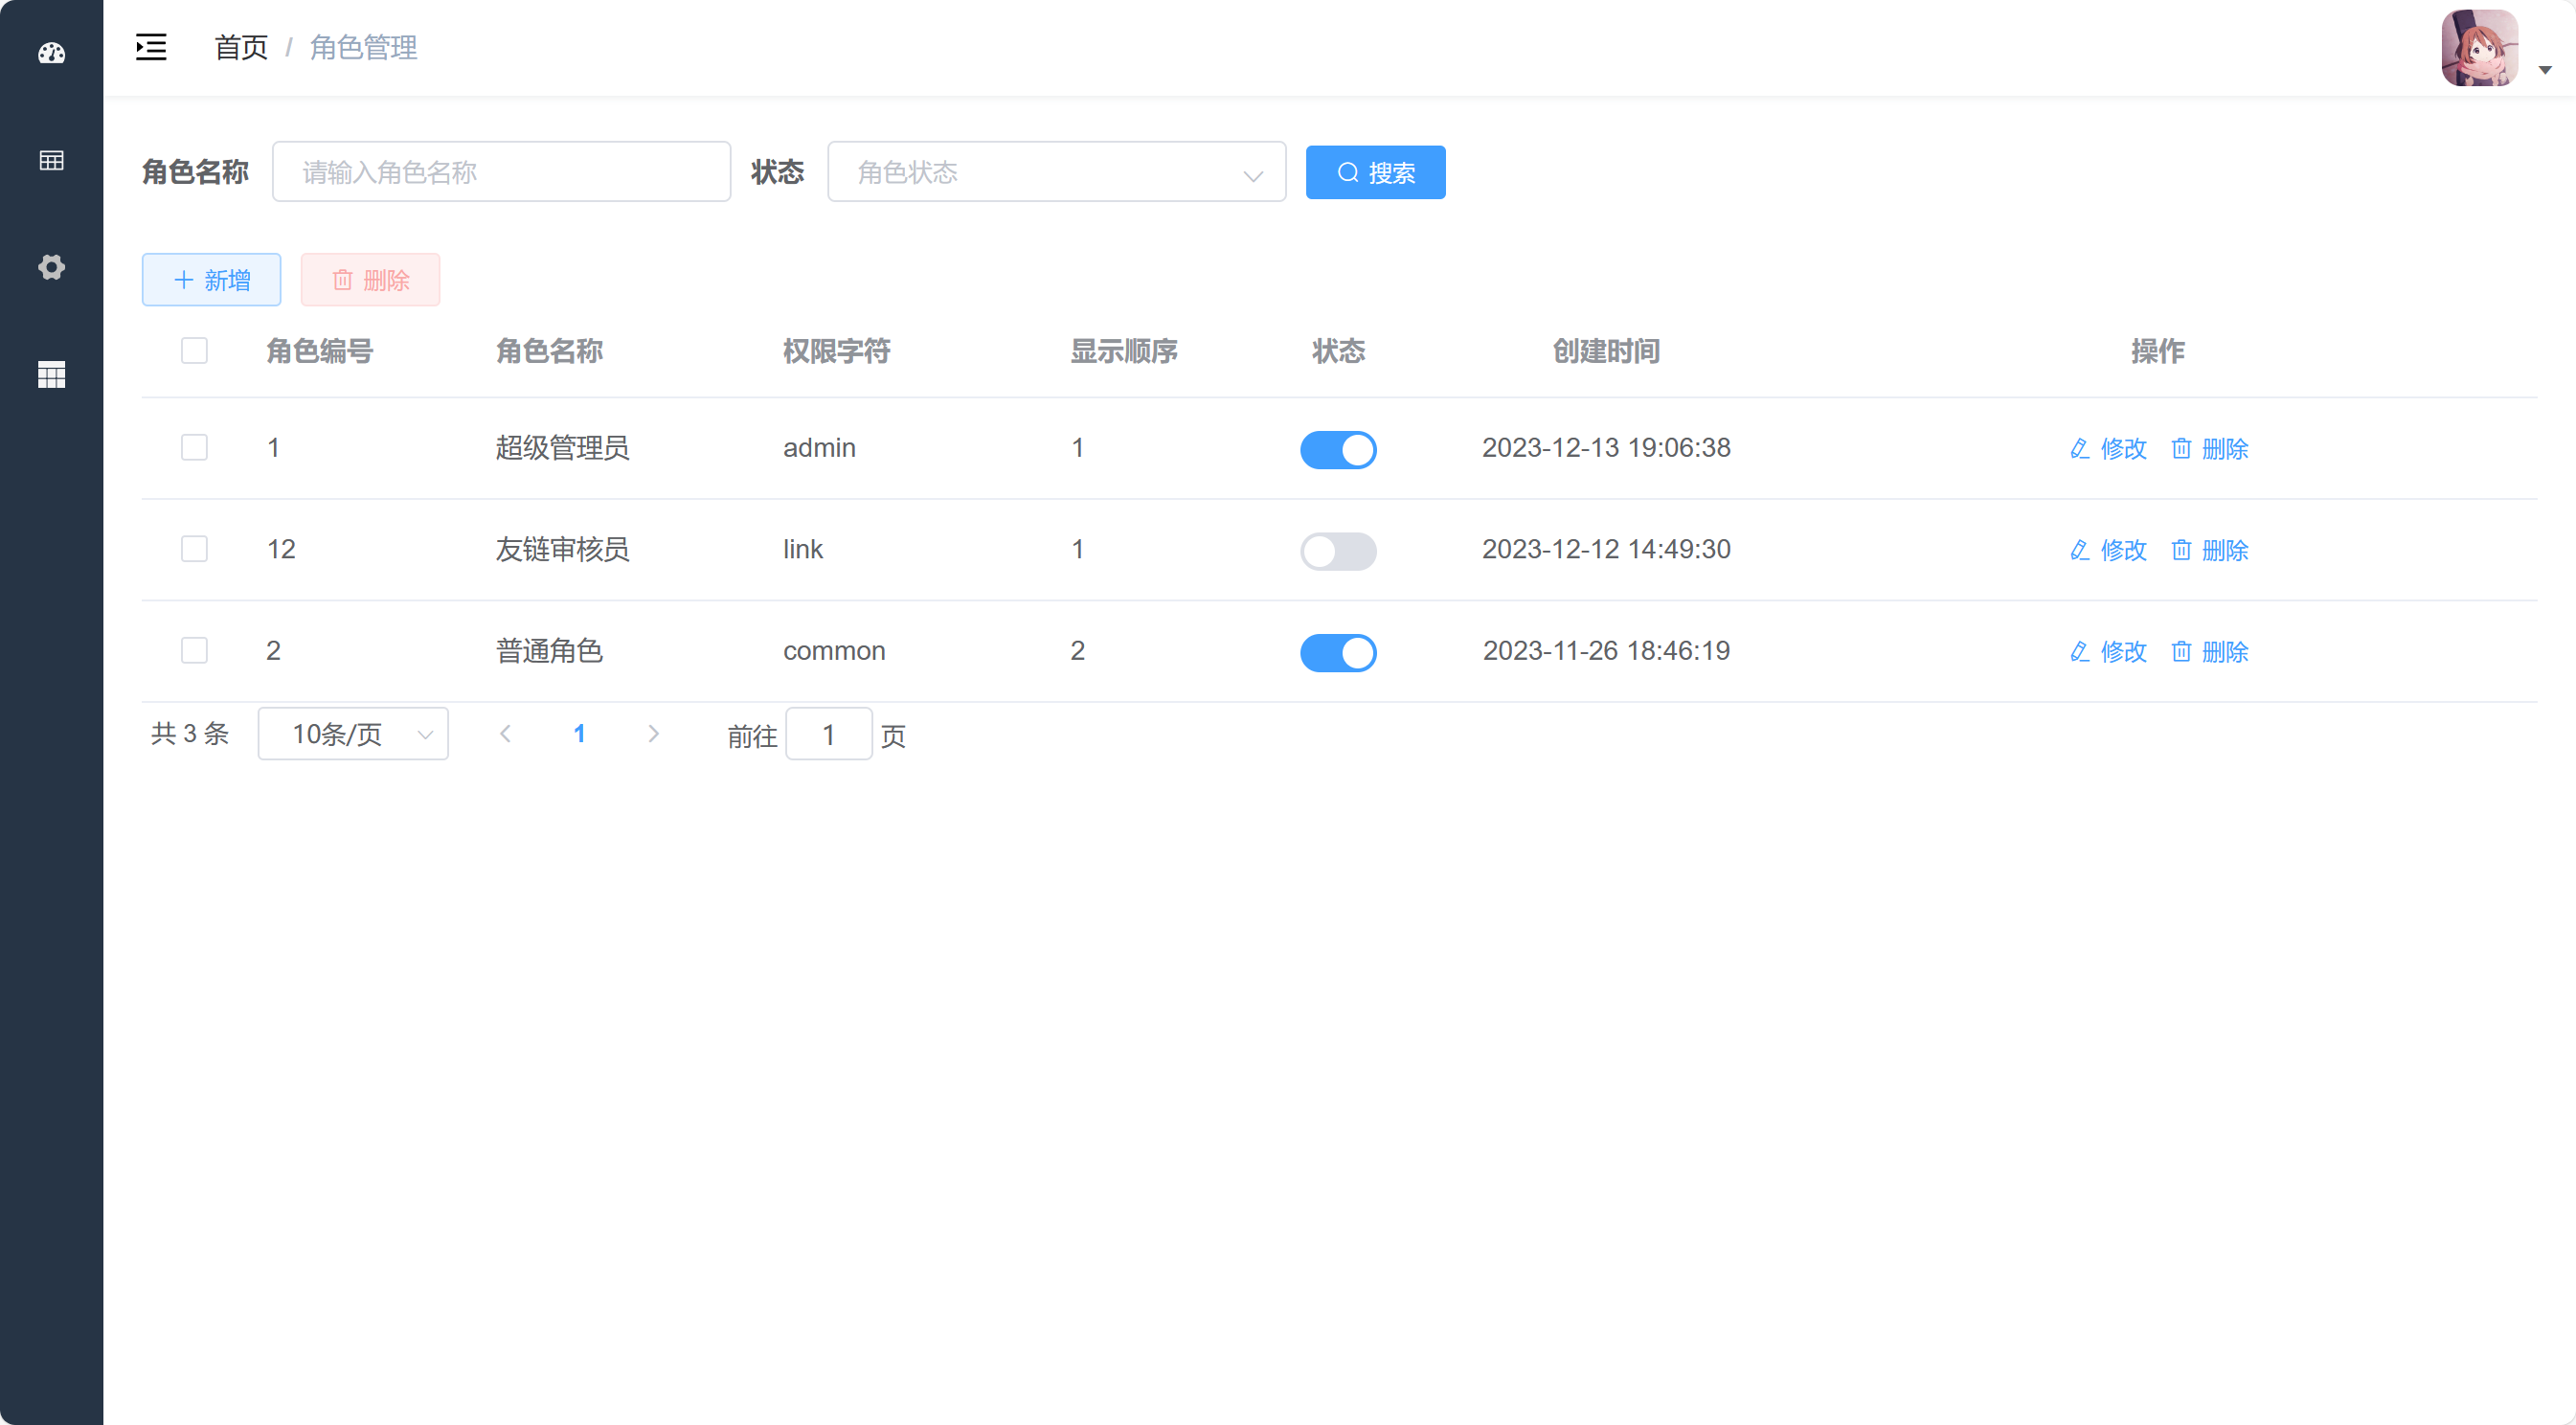 首页 / 角色管理
角色名称 请输入角色名称 状态 角色状态 搜索
新增 删除
角色编号 角色名称 权限字符 显示顺序 状态 创建时间 操作
1 超级管理员 admin 1 2023-12-13 19:06:38 修改 删除
12 友链审核员 link 1 2023-12-12 14:49:30 修改 删除
2 普通角色 common 2 2023-11-26 18:46:19 修改 删除
共 3 条 10条/页 1 前往 1 页